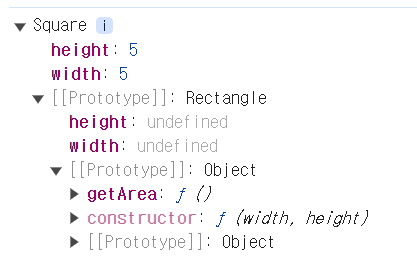 ▼ Square i
height: 5
width: 5
▼ [[Prototype]]: Rectangle
height: undefined
width: undefined
▼ [[Prototype]]: Object
▶ getArea: ƒ ()
▶ constructor: ƒ (width, height)
▶ [[Prototype]]: Object